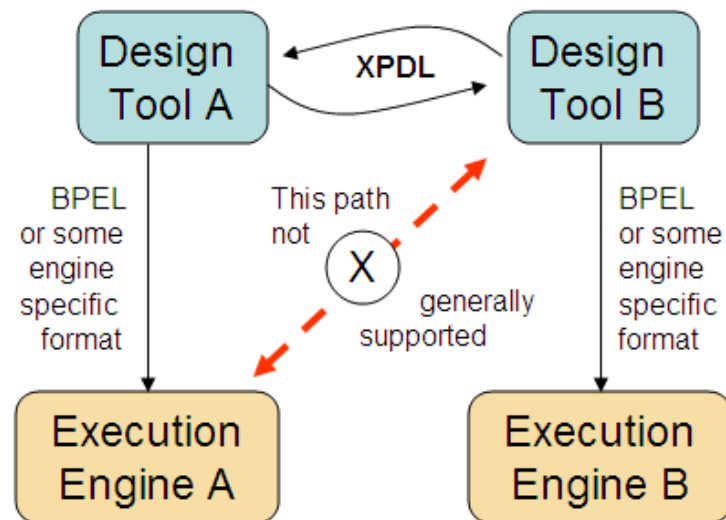 Design
Tool A
XPDL
Design
Tool B
BPEL
or some
engine
specific
format
This path
not
X
generally
supported
BPEL
or some
engine
specific
format
Execution
Engine A
Execution
Engine B